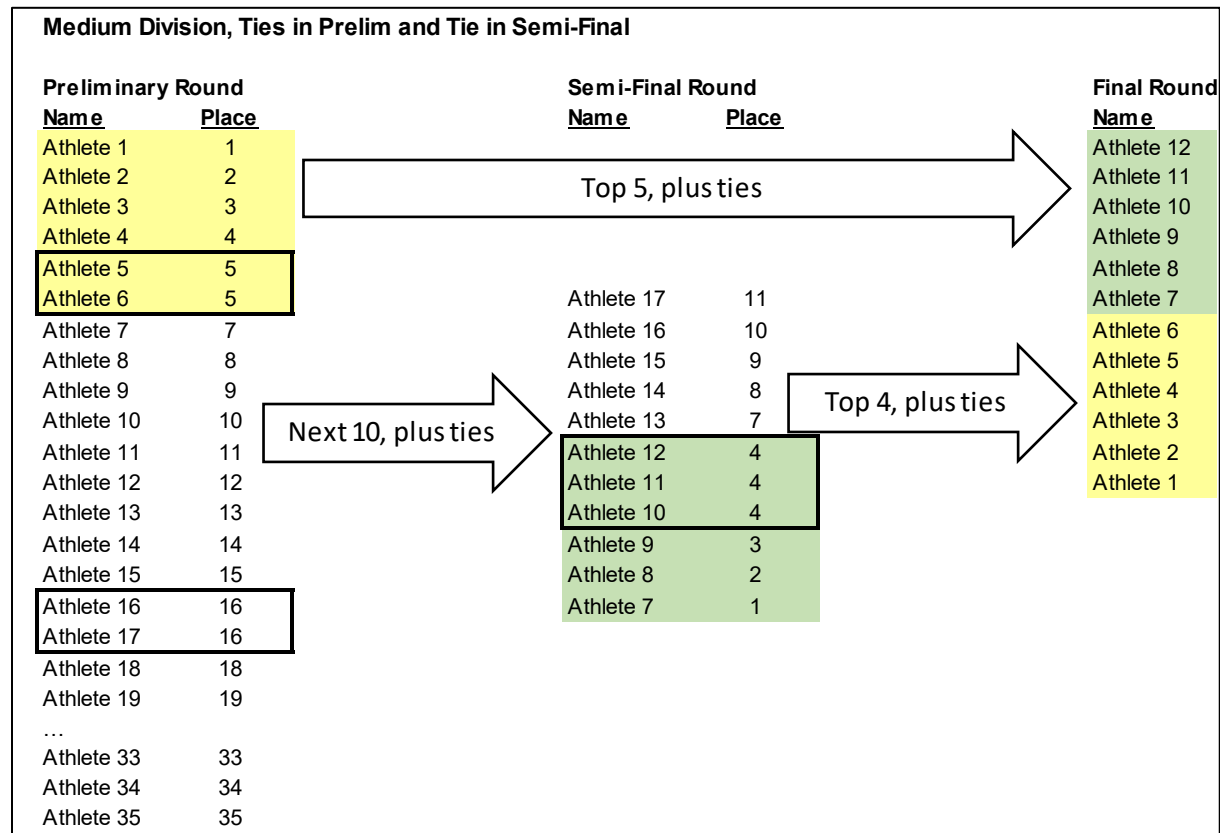 Medium Division, Ties in Prelim and Tie in Semi-Final
Preliminary Round Semi-Final Round Final Round
Name Place Name Place Name
Athlete 1 1 Athlete 12
Athlete 2 2 Top 5, plus ties Athlete 11
Athlete 3 3 Athlete 10
Athlete 4 4 Athlete 9
Athlete 5 5 Athlete 8
Athlete 6 5 Athlete 17 11 Athlete 7
Athlete 7 7 Athlete 16 10 Athlete 6
Athlete 8 8 Athlete 15 9 Athlete 5
Athlete 9 9 Athlete 14 8 Top 4, plus ties Athlete 4
Athlete 10 10 Next 10, plus ties Athlete 13 7 Athlete 3
Athlete 11 11 Athlete 12 4 Athlete 2
Athlete 12 12 Athlete 11 4 Athlete 1
Athlete 13 13 Athlete 10 4
Athlete 14 14 Athlete 9 3
Athlete 15 15 Athlete 8 2
Athlete 16 16 Athlete 7 1
Athlete 17 16
Athlete 18 18
Athlete 19 19
…
Athlete 33 33
Athlete 34 34
Athlete 35 35